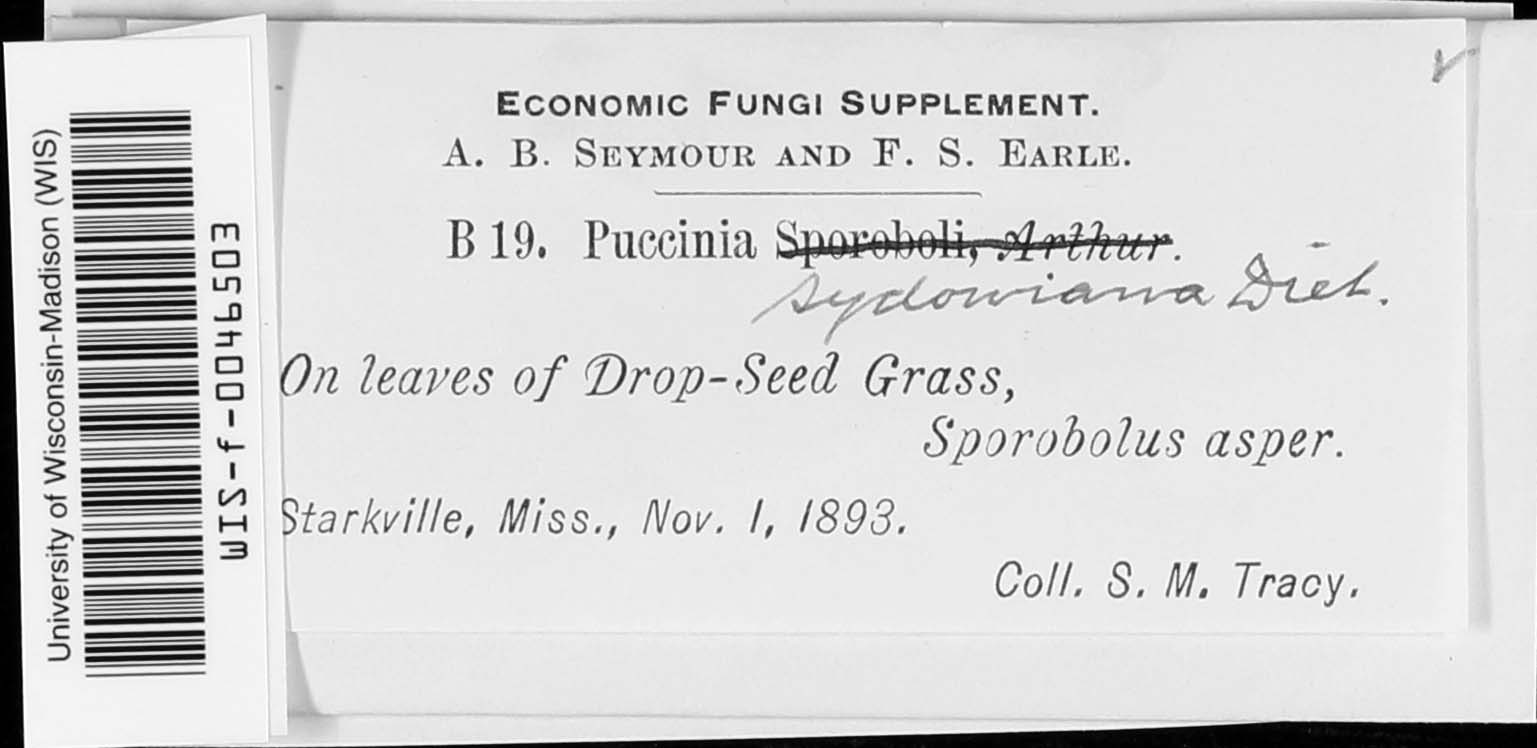 University of Wisconsin-Madison (WIS)
WIS-f-0046503
ECONOMIC FUNGI SUPPLEMENT.
A. B. SEYMOUR AND F. S. EARLE.
B 19. Puccinia Sporoboli, Arthur.
sydowiana Diet.
On leaves of Drop-Seed Grass,
Sporobolus asper.
Starkville, Miss., Nov. 1, 1893.
Coll. S. M. Tracy.